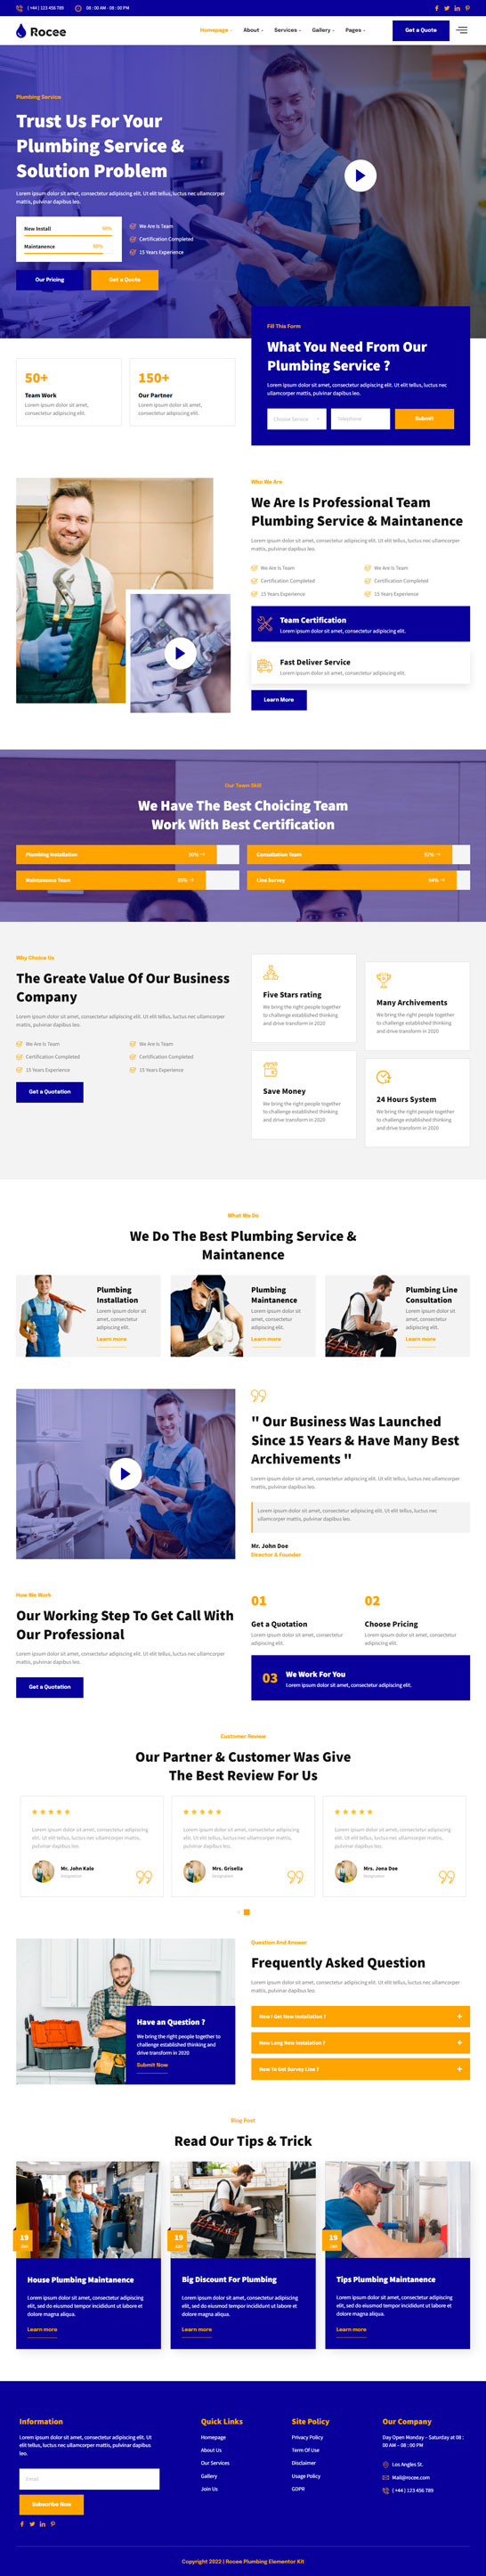 ( +44 ) 123 456 789
08 : 00 AM - 08 : 00 PM
Rocee
Homepage
About
Services
Gallery
Pages
Get a Quote
Plumbing Service
Trust Us For Your
Plumbing Service &
Solution Problem
Lorem ipsum dolor sit amet, consectetur adipiscing elit. Ut elit tellus, luctus nec ullamcorper
mattis, pulvinar dapibus leo.
New Install
Maintanence
We Are Is Team
Certification Completed
15 Years Experience
Our Pricing
Get a Quote
Fill This Form
What You Need From Our
Plumbing Service ?
Lorem ipsum dolor sit amet, consectetur adipiscing elit. Ut elit tellus, luctus nec
ullamcorper mattis, pulvinar dapibus leo.
Choose Service
Telephone
Submit
50+
Team Work
Lorem ipsum dolor sit amet,
consectetur adipiscing elit.
150+
Our Partner
Lorem ipsum dolor sit amet,
consectetur adipiscing elit.
Who We Are
We Are Is Professional Team
Plumbing Service & Maintanence
Lorem ipsum dolor sit amet, consectetur adipiscing elit. Ut elit tellus, luctus nec ullamcorper
mattis, pulvinar dapibus leo.
We Are Is Team
We Are Is Team
Certification Completed
Certification Completed
15 Years Experience
15 Years Experience
Team Certification
Lorem ipsum dolor sit amet, consectetur adipiscing elit.
Fast Deliver Service
Lorem ipsum dolor sit amet, consectetur adipiscing elit.
Learn More
Our Team Skill
We Have The Best Choicing Team
Work With Best Certification
Plumbing Installation
90%
Consultation Team
92%
Maintanence Team
85%
Line Survey
94%
Why Choice Us
The Greate Value Of Our Business
Company
Lorem ipsum dolor sit amet, consectetur adipiscing elit. Ut elit tellus, luctus nec ullamcorper
mattis, pulvinar dapibus leo.
We Are Is Team
We Are Is Team
Certification Completed
Certification Completed
15 Years Experience
15 Years Experience
Get a Quotation
Five Stars rating
We bring the right people together
to challenge established thinking
and drive transform in 2020
Many Archivements
We bring the right people together
to challenge established thinking
and drive transform in 2020
Save Money
We bring the right people together
to challenge established thinking
and drive transform in 2020
24 Hours System
We bring the right people together
to challenge established thinking
and drive transform in 2020
What We Do
We Do The Best Plumbing Service &
Maintanence
Plumbing
Installation
Lorem ipsum dolor sit
amet, consectetur
adipiscing elit.
Learn more
Plumbing
Maintanence
Lorem ipsum dolor sit
amet, consectetur
adipiscing elit.
Learn more
Plumbing Line
Consultation
Lorem ipsum dolor sit
amet, consectetur
adipiscing elit.
Learn more
" Our Business Was Launched
Since 15 Years & Have Many Best
Archivements "
Lorem ipsum dolor sit amet, consectetur adipiscing elit. Ut elit tellus, luctus nec ullamcorper
mattis, pulvinar dapibus leo.
Lorem ipsum dolor sit amet, consectetur adipiscing elit. Ut elit tellus, luctus nec
ullamcorper mattis, pulvinar dapibus leo.
Mr. John Doe
Director & Founder
How We Work
Our Working Step To Get Call With
Our Professional
Lorem ipsum dolor sit amet, consectetur adipiscing elit. Ut elit tellus, luctus nec ullamcorper
mattis, pulvinar dapibus leo.
Get a Quotation
01
Get a Quotation
Lorem ipsum dolor sit amet, consectetur
adipiscing elit.
02
Choose Pricing
Lorem ipsum dolor sit amet, consectetur
adipiscing elit.
03
We Work For You
Lorem ipsum dolor sit amet, consectetur adipiscing elit.
Customer Review
Our Partner & Customer Was Give
The Best Review For Us
Lorem ipsum dolor sit amet, consectetur adipiscing
elit. Ut elit tellus, luctus nec ullamcorper mattis,
pulvinar dapibus leo.
Mr. John Kale
Designation
Lorem ipsum dolor sit amet, consectetur adipiscing
elit. Ut elit tellus, luctus nec ullamcorper mattis,
pulvinar dapibus leo.
Mrs. Grisella
Designation
Lorem ipsum dolor sit amet, consectetur adipiscing
elit. Ut elit tellus, luctus nec ullamcorper mattis,
pulvinar dapibus leo.
Mrs. Jona Doe
Designation
Have an Question ?
We bring the right people together to
challenge established thinking and
drive transform in 2020
Submit Now
Question And Answer
Frequently Asked Question
Lorem ipsum dolor sit amet, consectetur adipiscing elit. Ut elit tellus, luctus nec ullamcorper
mattis, pulvinar dapibus leo.
How I Get New Installation ?
How Long New Instalation ?
How To Get Survey Line ?
Blog Post
Read Our Tips & Trick
19
Jan
House Plumbing Maintanence
Lorem ipsum dolor sit amet, consectetur adipiscing
elit, sed do eiusmod tempor incididunt ut labore et
dolore magna aliqua.
Learn more
19
Jan
Big Discount For Plumbing
Lorem ipsum dolor sit amet, consectetur adipiscing
elit, sed do eiusmod tempor incididunt ut labore et
dolore magna aliqua.
Learn more
19
Jan
Tips Plumbing Maintanence
Lorem ipsum dolor sit amet, consectetur adipiscing
elit, sed do eiusmod tempor incididunt ut labore et
dolore magna aliqua.
Learn more
Information
Lorem ipsum dolor sit amet, consectetur adipiscing elit. Ut
elit tellus, luctus nec ullamcorper mattis, pulvinar dapibus
leo.
Email
Subscribe Now
Quick Links
Homepage
About Us
Our Services
Gallery
Join Us
Site Policy
Privacy Policy
Term Of Use
Disclaimer
Usage Policy
GDPR
Our Company
Day Open Monday - Saturday at 08 :
00 AM - 08 : 00 PM
Los Angles St.
Mail@rocee.com
( +44 ) 123 456 789
Copyright 2022 | Rocee Plumbing Elementor Kit